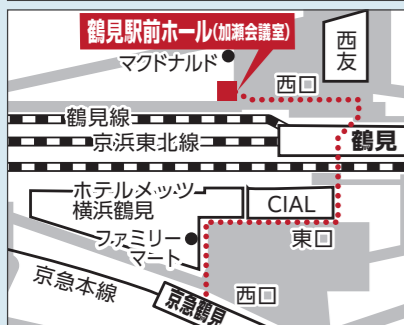 鶴見駅前ホール(加瀬会議室)
マクドナルド
西友
西口
鶴見線
京浜東北線
鶴見
ホテルメッツ
横浜鶴見
CIAL
ファミリー
マート
東口
京急本線
京急鶴見
西口